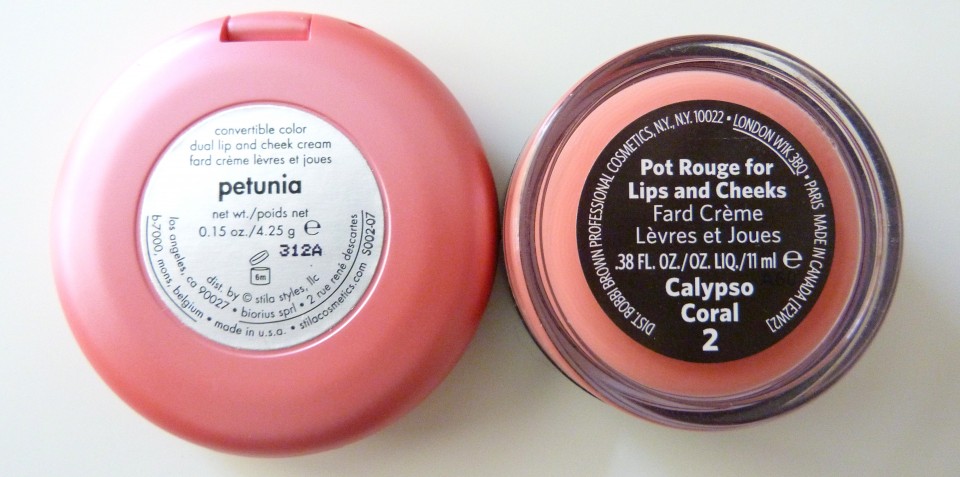 convertible color
dual lip and cheek cream
fard crème lèvres et joues
petunia
net wt./poids net
0.15 oz./4.25 g e
312A
6m
dist. by © stila styles, llc
los angeles, ca 90027 • biorius sprl • 2 rue rené descartes
b-7000, mons, belgium • made in u.s.a. • stilacosmetics.com S002-07
DIST. BOBBI BROWN PROFESSIONAL COSMETICS, N.Y., N.Y. 10022 • LONDON W1K 3BQ • PARIS MADE IN CANADA [E2W2]
Pot Rouge for
Lips and Cheeks
Fard Crème
Lèvres et Joues
.38 FL. OZ./OZ. LIQ./11 ml e
Calypso
Coral
2